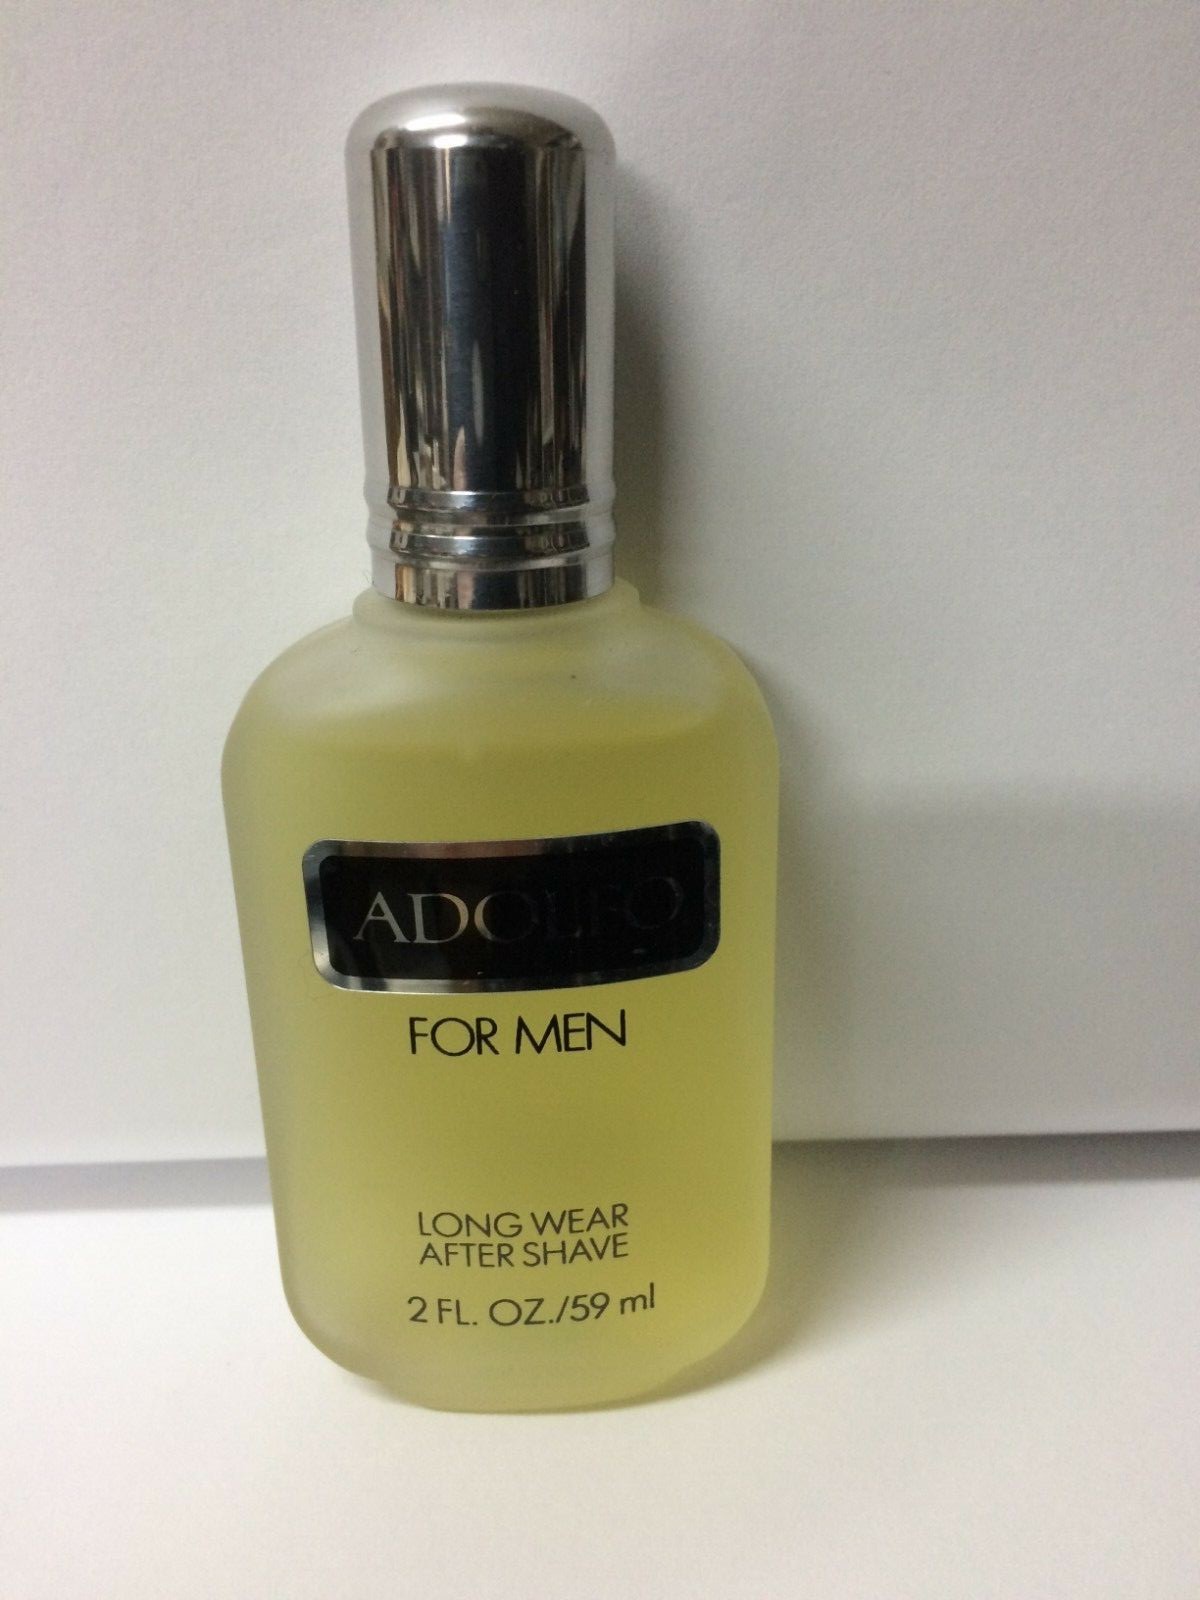 ADOLFO
FOR MEN
LONG WEAR
AFTER SHAVE
2 FL. OZ./59 ml